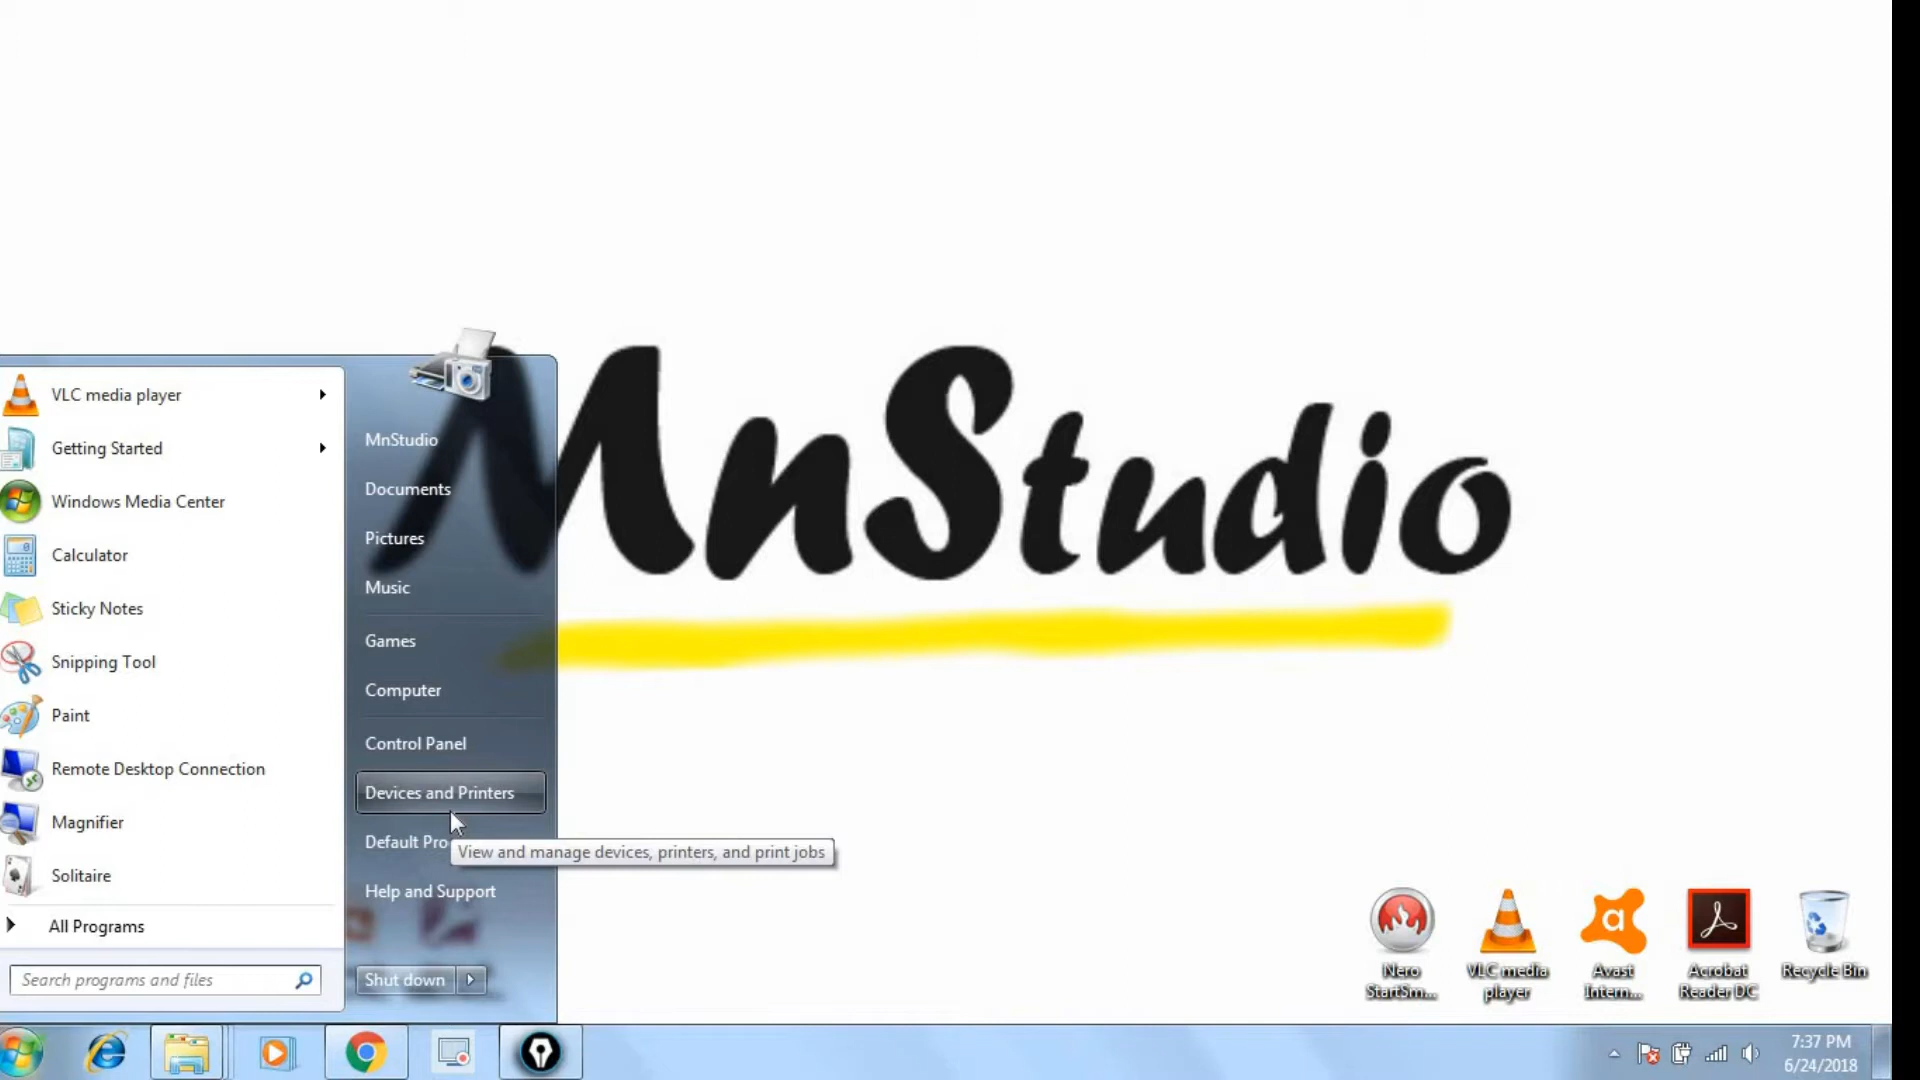 MnStudio
VLC media player
Getting Started
Windows Media Center
Calculator
Sticky Notes
Snipping Tool
Paint
Remote Desktop Connection
Magnifier
Solitaire
All Programs
Search programs and files
MnStudio
Documents
Pictures
Music
Games
Computer
Control Panel
Devices and Printers
Default Pro
View and manage devices, printers, and print jobs
Help and Support
Shut down
Nero
StartSm...
VLC media
player
Avast
Intern...
Acrobat
Reader DC
Recycle Bin
7:37 PM
6/24/2018